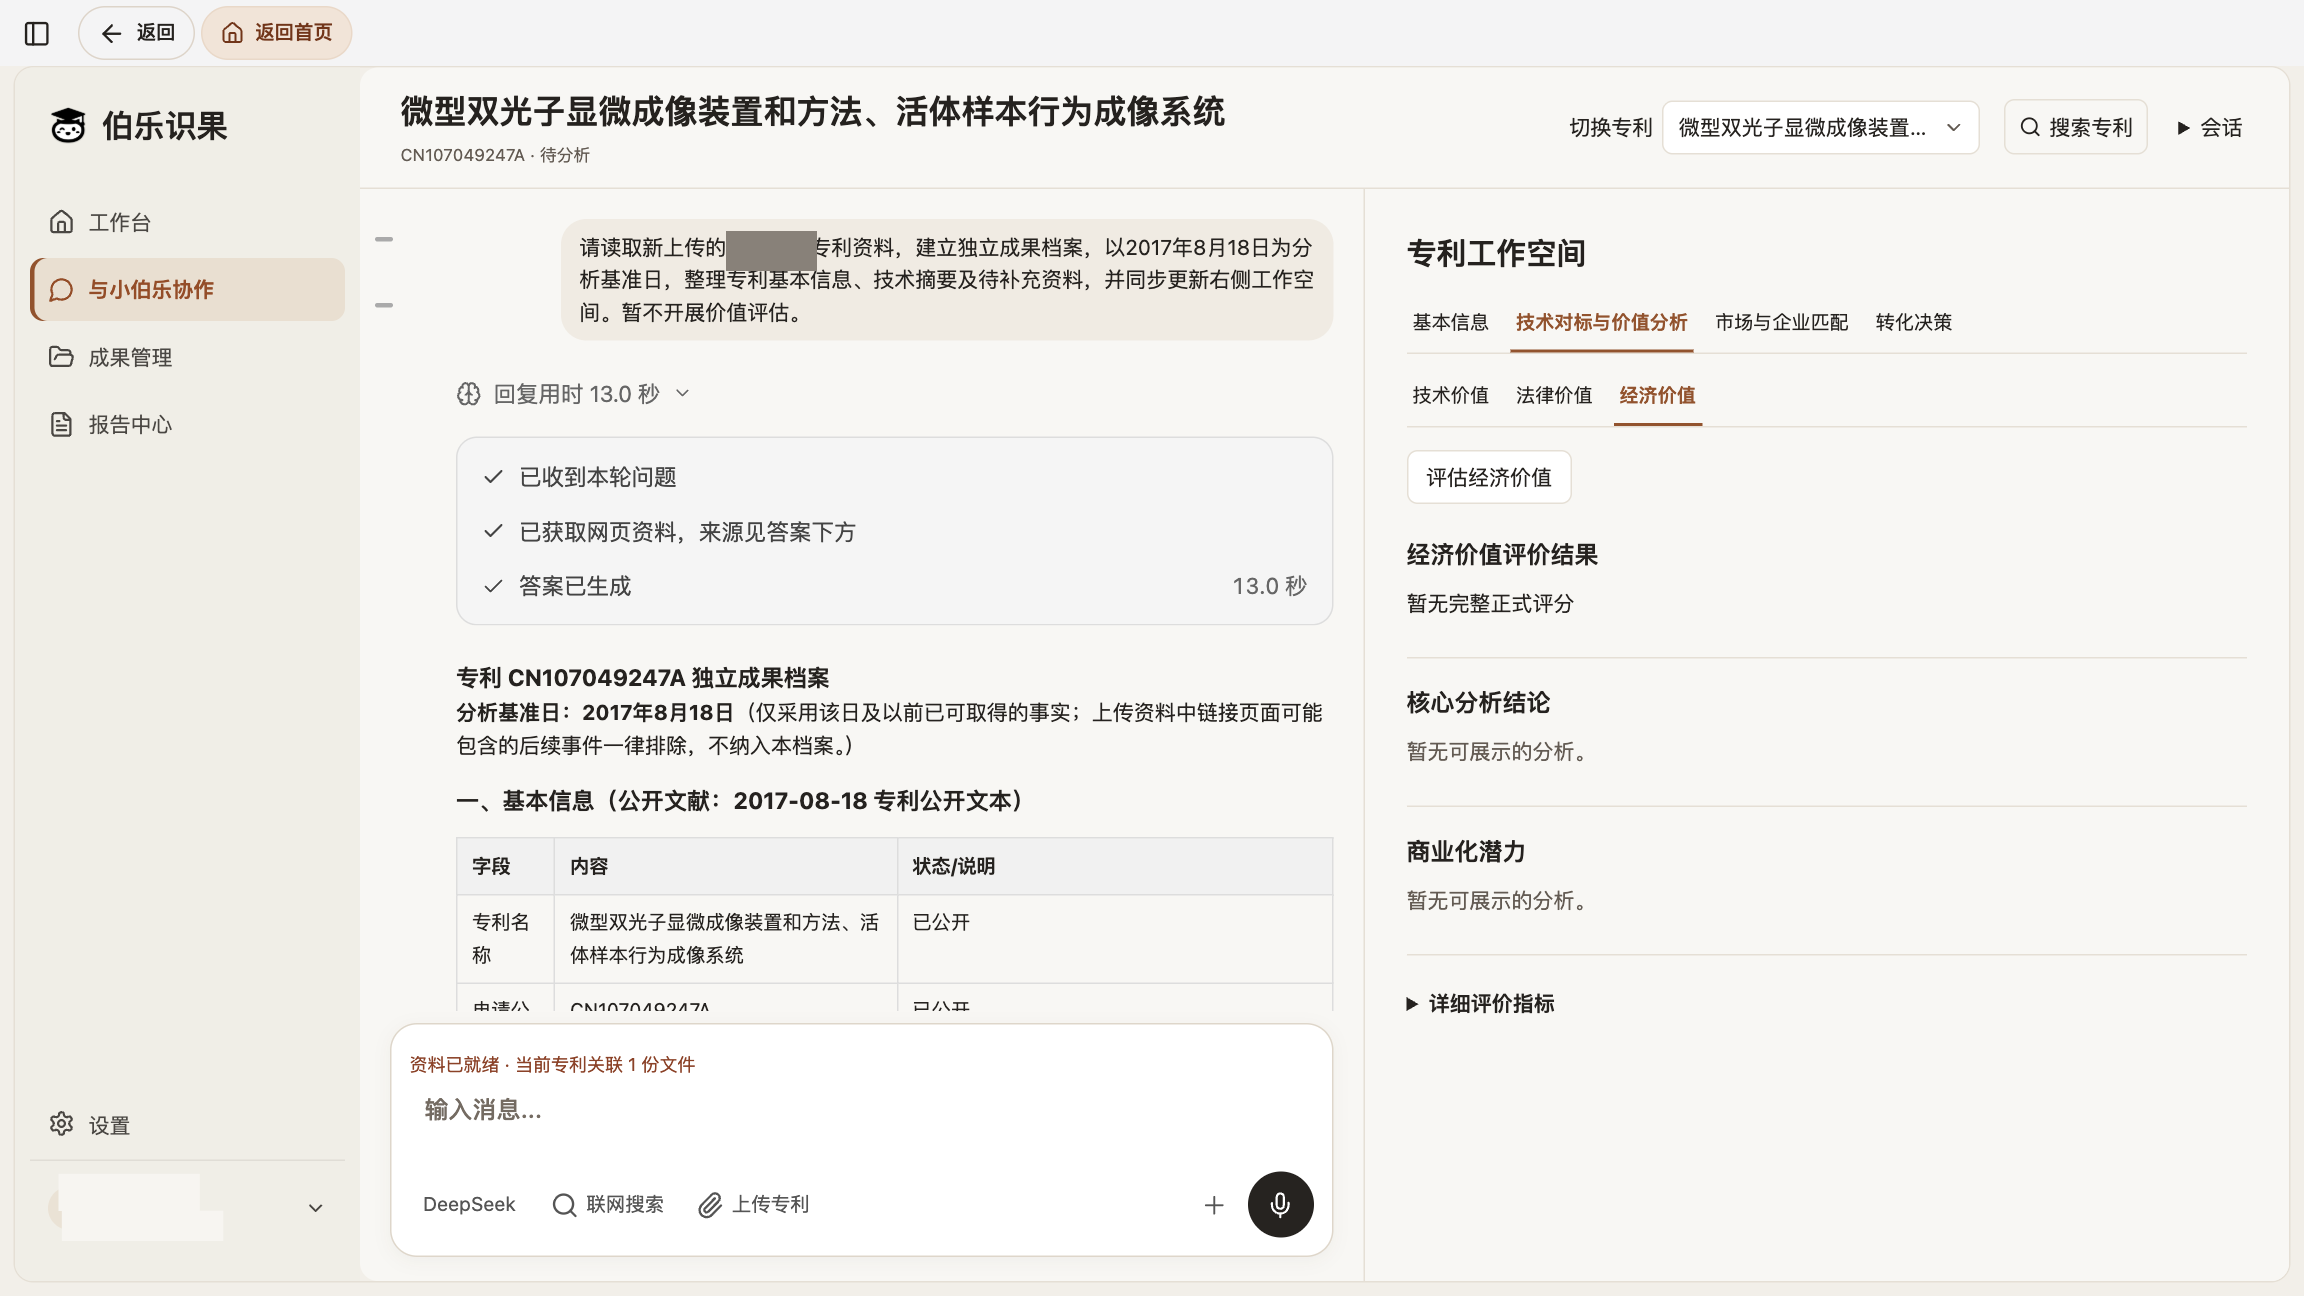 返回
返回首页
伯乐识果
工作台
与小伯乐协作
成果管理
报告中心
设置
微型双光子显微成像装置和方法、活体样本行为成像系统
CN107049247A · 待分析
切换专利
微型双光子显微成像装置...
搜索专利
▶ 会话
请读取新上传的专利资料，建立独立成果档案，以2017年8月18日为分
析基准日，整理专利基本信息、技术摘要及待补充资料，并同步更新右侧工作空
间。暂不开展价值评估。
回复用时 13.0 秒
已收到本轮问题
已获取网页资料，来源见答案下方
答案已生成
13.0 秒
专利 CN107049247A 独立成果档案
分析基准日：2017年8月18日（仅采用该日及以前已可取得的事实；上传资料中链接页面可能
包含的后续事件一律排除，不纳入本档案。）
一、基本信息（公开文献：2017-08-18 专利公开文本）
字段 内容 状态/说明
专利名 微型双光子显微成像装置和方法、活 已公开
称 体样本行为成像系统
申请公 CN107049247A 已公开
资料已就绪 · 当前专利关联 1 份文件
输入消息...
DeepSeek
联网搜索
上传专利
专利工作空间
基本信息 技术对标与价值分析 市场与企业匹配 转化决策
技术价值 法律价值 经济价值
评估经济价值
经济价值评价结果
暂无完整正式评分
核心分析结论
暂无可展示的分析。
商业化潜力
暂无可展示的分析。
▶ 详细评价指标